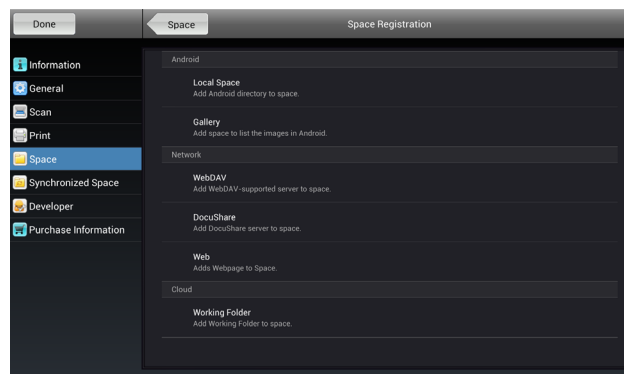 Done
Space
Space Registration
Information
General
Scan
Print
Space
Synchronized Space
Developer
Purchase Information
Android
Local Space
Add Android directory to space.
Gallery
Add space to list the images in Android.
Network
WebDAV
Add WebDAV-supported server to space.
DocuShare
Add DocuShare server to space.
Web
Adds Webpage to Space.
Cloud
Working Folder
Add Working Folder to space.